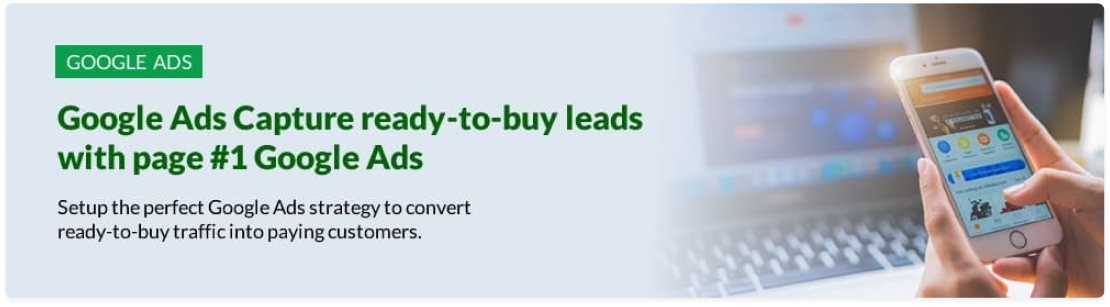 GOOGLE ADS
Google Ads Capture ready-to-buy leads
with page #1 Google Ads
Setup the perfect Google Ads strategy to convert
ready-to-buy traffic into paying customers.